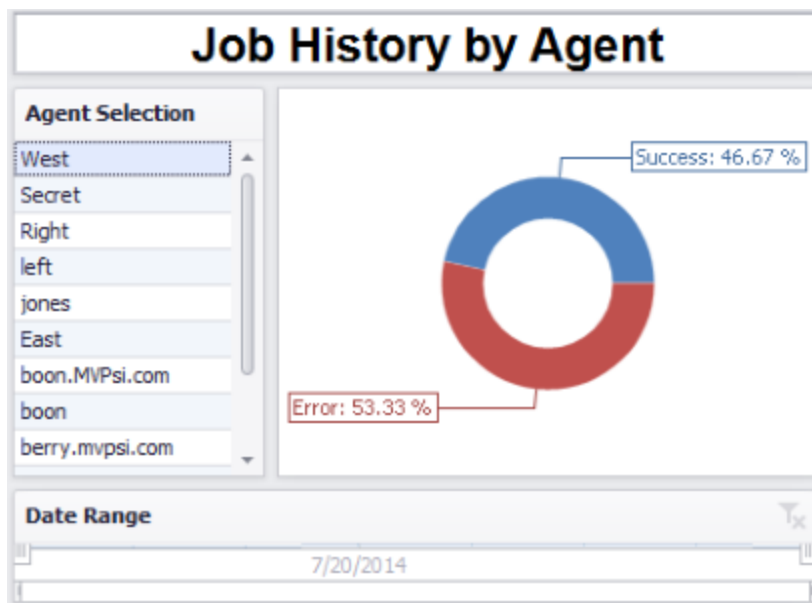 Job History by Agent
Agent Selection
West
Secret
Right
left
jones
East
boon.MVPsi.com
boon
berry.mvpsi.com
Success: 46.67 %
Error: 53.33 %
Date Range
7/20/2014